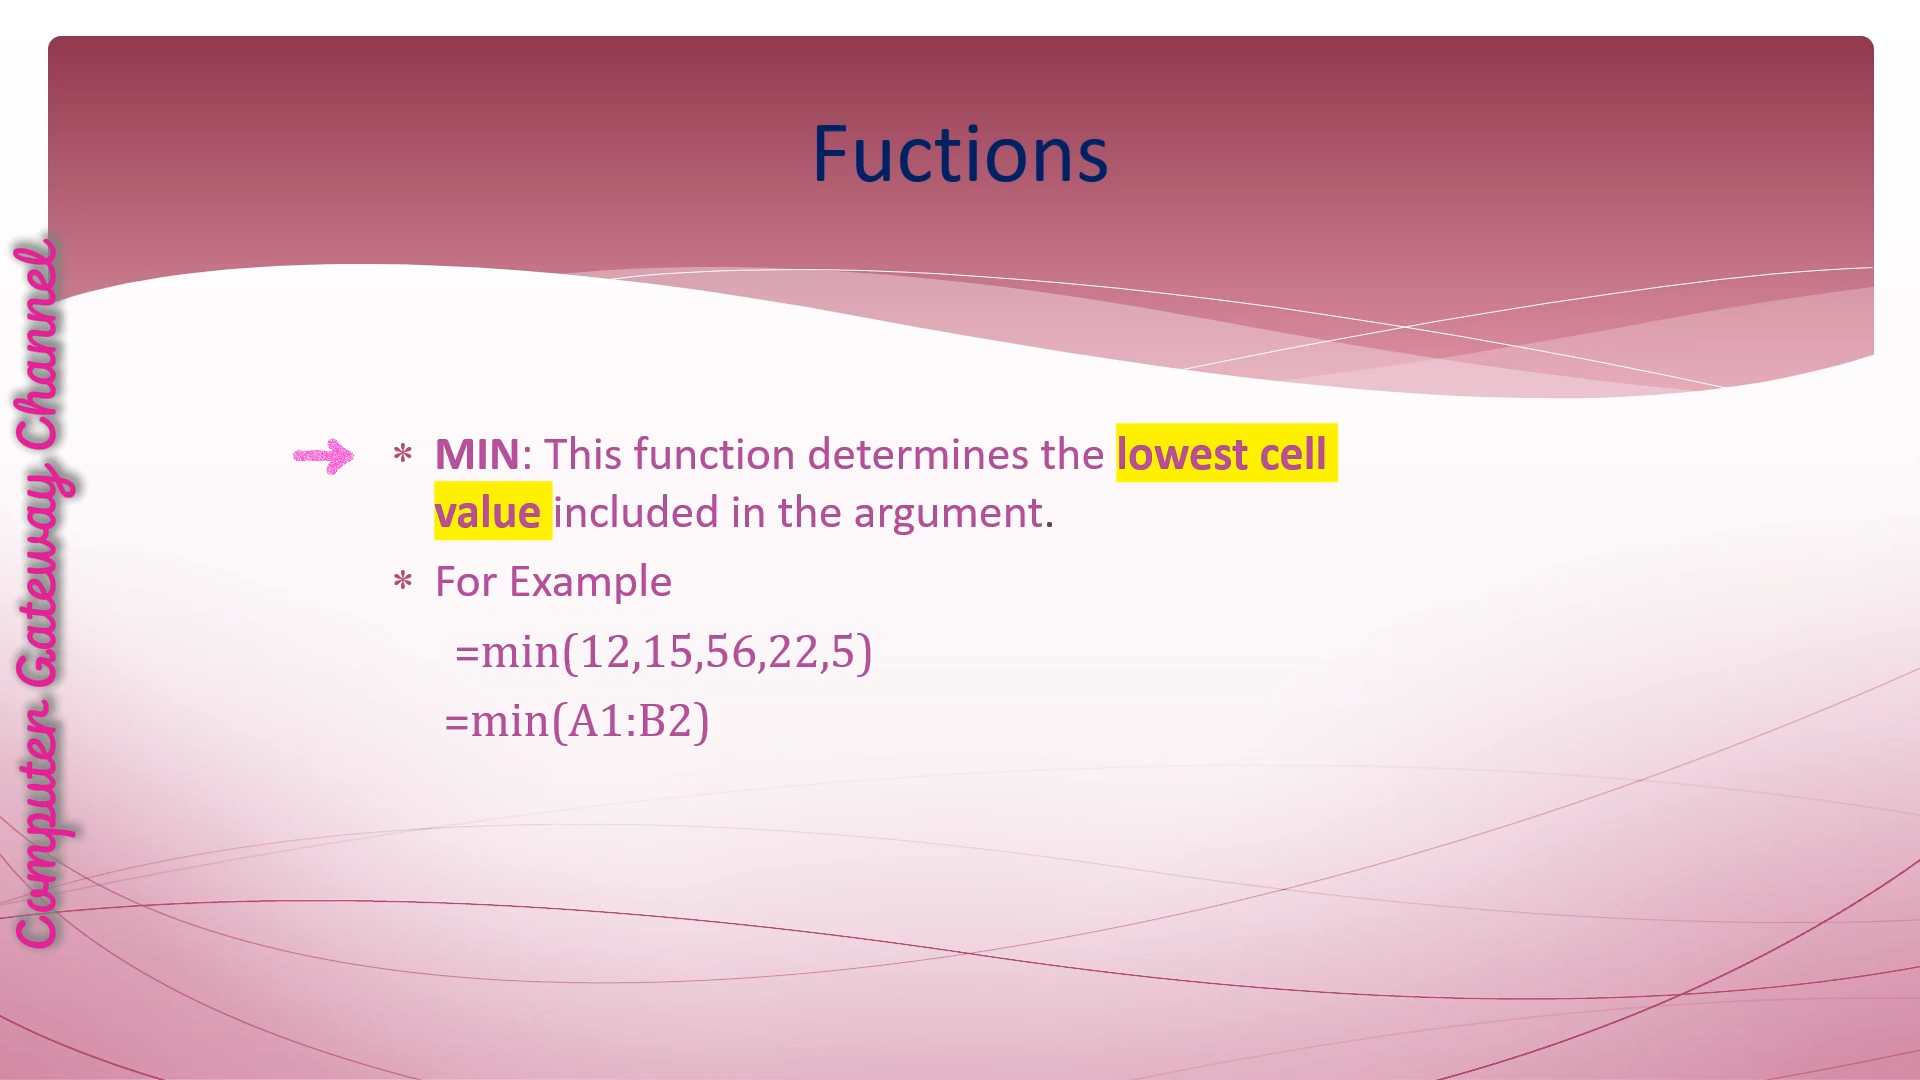 Fuctions
Computer Gateway Channel
* MIN: This function determines the lowest cell
value included in the argument.
* For Example
=min(12,15,56,22,5)
=min(A1:B2)